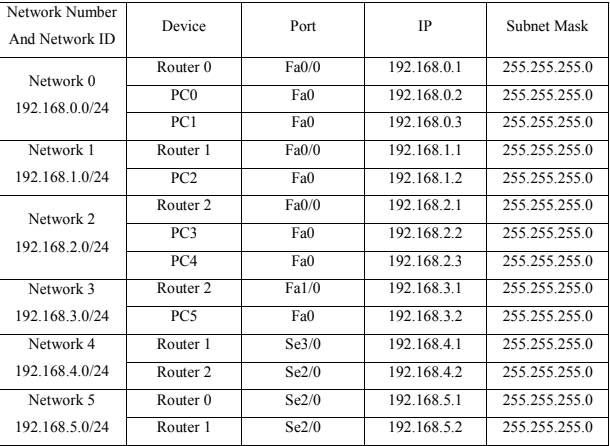 Network Number And Network ID Device Port IP Subnet Mask
Network 0 192.168.0.0/24 Router 0 Fa0/0 192.168.0.1 255.255.255.0
PC0 Fa0 192.168.0.2 255.255.255.0
PC1 Fa0 192.168.0.3 255.255.255.0
Network 1 192.168.1.0/24 Router 1 Fa0/0 192.168.1.1 255.255.255.0
PC2 Fa0 192.168.1.2 255.255.255.0
Network 2 192.168.2.0/24 Router 2 Fa0/0 192.168.2.1 255.255.255.0
PC3 Fa0 192.168.2.2 255.255.255.0
PC4 Fa0 192.168.2.3 255.255.255.0
Network 3 192.168.3.0/24 Router 2 Fa1/0 192.168.3.1 255.255.255.0
PC5 Fa0 192.168.3.2 255.255.255.0
Network 4 192.168.4.0/24 Router 1 Se3/0 192.168.4.1 255.255.255.0
Router 2 Se2/0 192.168.4.2 255.255.255.0
Network 5 192.168.5.0/24 Router 0 Se2/0 192.168.5.1 255.255.255.0
Router 1 Se2/0 192.168.5.2 255.255.255.0